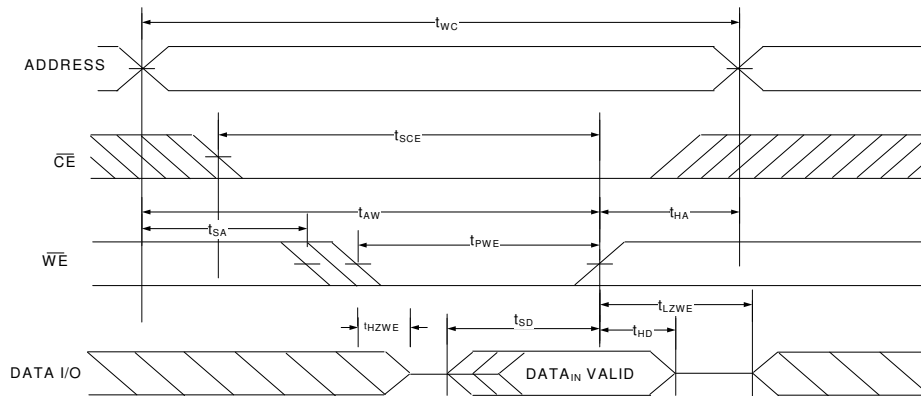 tWC
ADDRESS
tSCE
CE
tAW
tHA
tSA
tPWE
WE
tLZWE
tHZWE
tSD
tHD
DATA I/O
DATAIN VALID